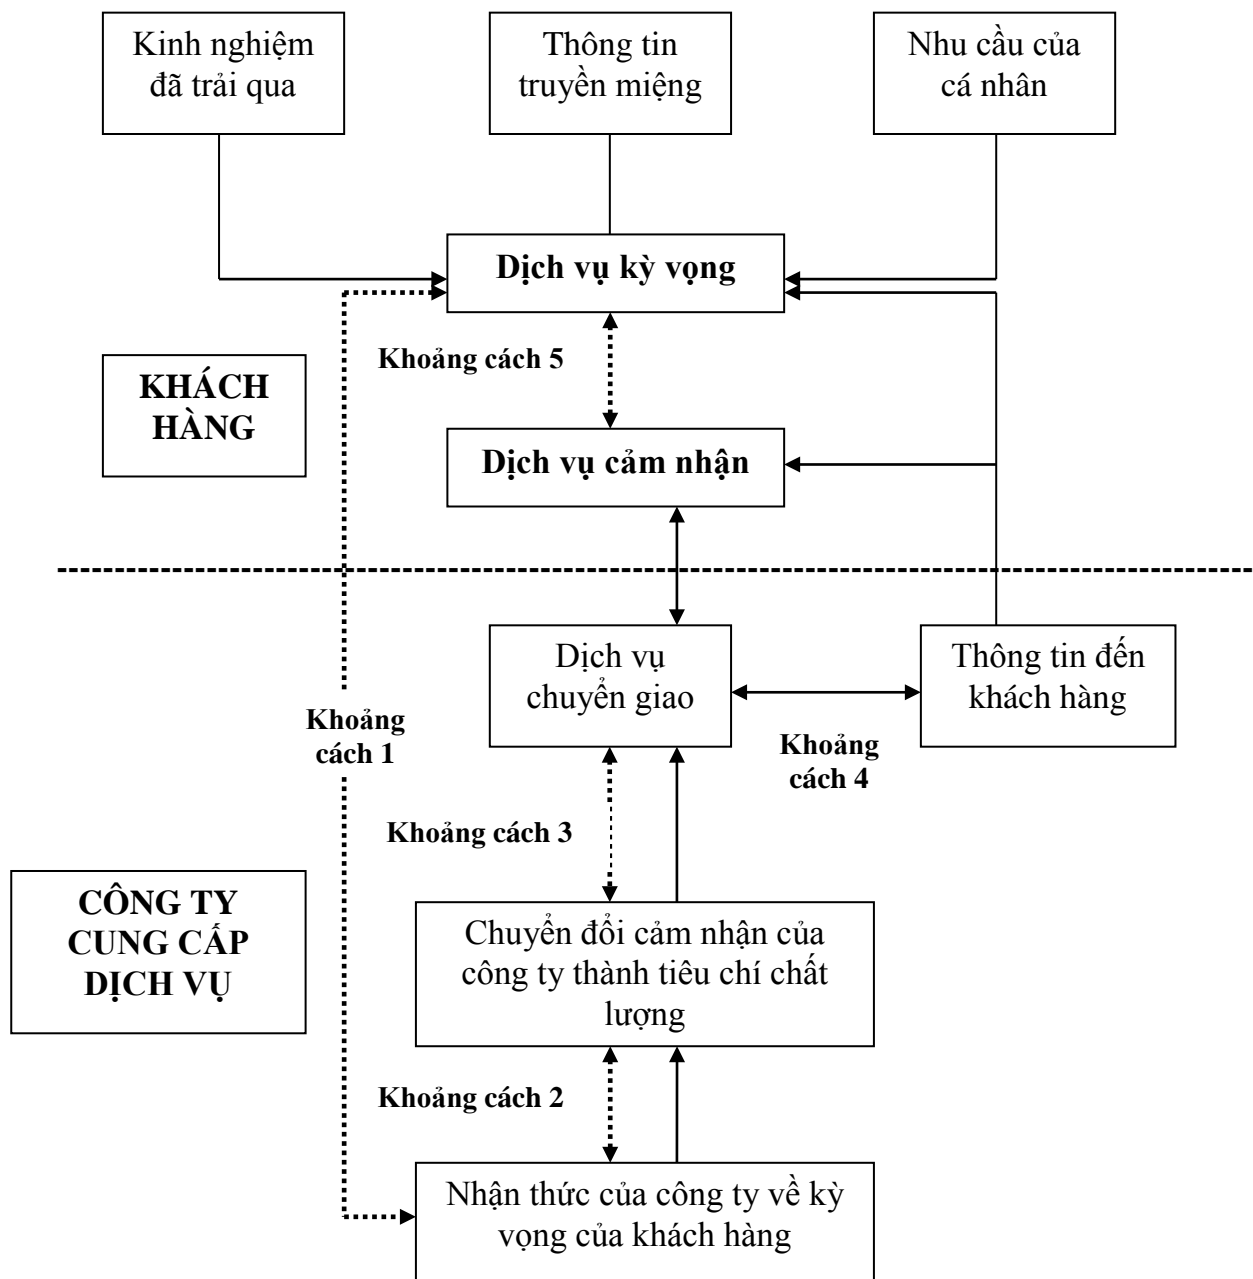 Kinh nghiệm
đã trải qua
Thông tin
truyền miệng
Nhu cầu của
cá nhân
Dịch vụ kỳ vọng
Khoảng cách 5
KHÁCH
HÀNG
Dịch vụ cảm nhận
Dịch vụ
chuyển giao
Thông tin đến
khách hàng
Khoảng
cách 1
Khoảng
cách 4
Khoảng cách 3
CÔNG TY
CUNG CẤP
DỊCH VỤ
Chuyển đổi cảm nhận của
công ty thành tiêu chí chất
lượng
Khoảng cách 2
Nhận thức của công ty về kỳ
vọng của khách hàng